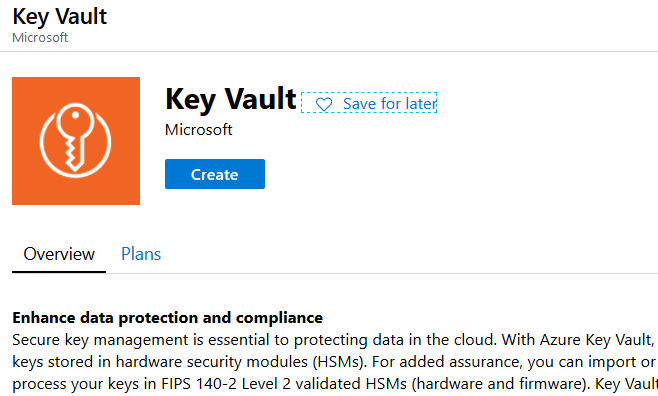 Key Vault
Microsoft
Key Vault
Save for later
Microsoft
Create
Overview
Plans
Enhance data protection and compliance
Secure key management is essential to protecting data in the cloud. With Azure Key Vault,
keys stored in hardware security modules (HSMs). For added assurance, you can import or
process your keys in FIPS 140-2 Level 2 validated HSMs (hardware and firmware). Key Vault